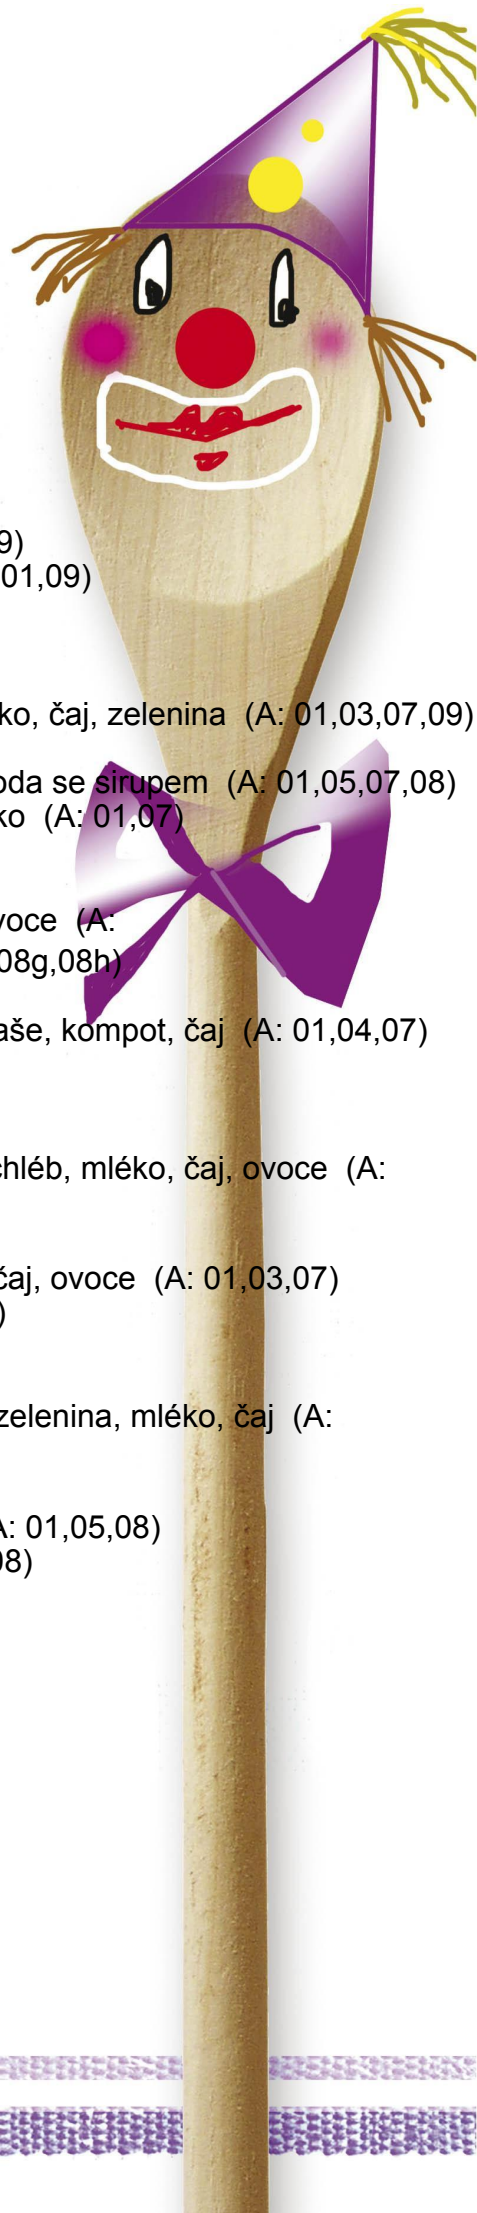 9)
01,09)
ko, čaj, zelenina (A: 01,03,07,09)
oda se sirupem (A: 01,05,07,08)
ko (A: 01,07)
voce (A:
08g,08h)
aše, kompot, čaj (A: 01,04,07)
chléb, mléko, čaj, ovoce (A:
čaj, ovoce (A: 01,03,07)
)
zelenina, mléko, čaj (A:
A: 01,05,08)
08)